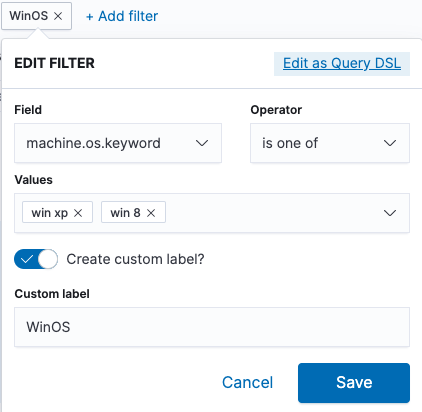 WinOS × + Add filter
EDIT FILTER Edit as Query DSL
Field Operator
machine.os.keyword is one of
Values
win xp × win 8 ×
Create custom label?
Custom label
WinOS
Cancel Save